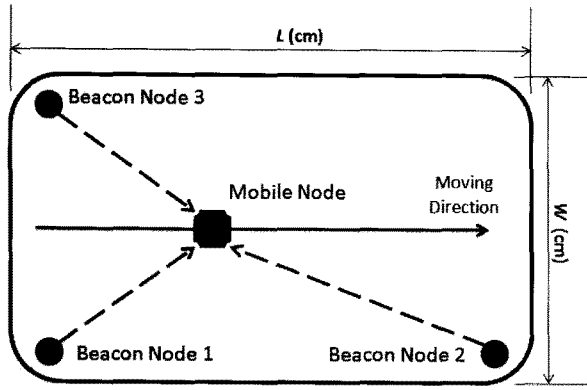 L (cm)
Beacon Node 3
Mobile Node
Moving
Direction
W (cm)
Beacon Node 1
Beacon Node 2